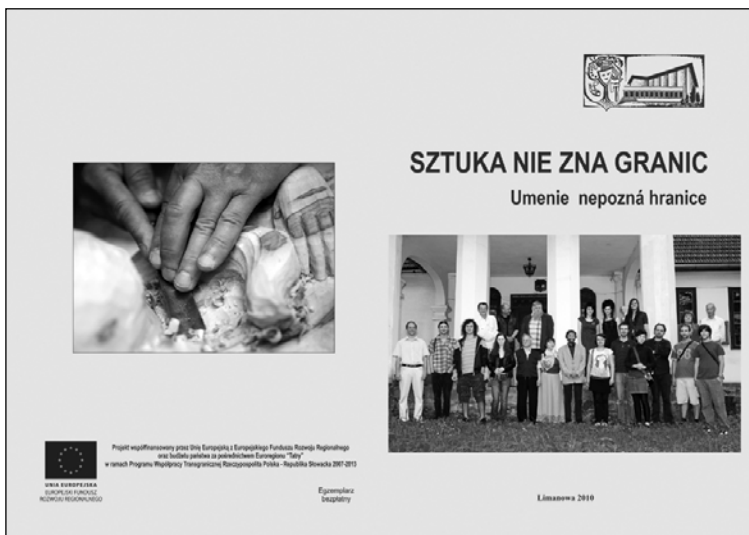 SZTUKA NIE ZNA GRANIC
Umenie nepozná hranice
Projekt współfinansowany przez Unię Europejską z Europejskiego Funduszu Rozwoju Regionalnego
oraz budżetu państwa za pośrednictwem Euroregionu "Tatry"
w ramach Programu Współpracy Transgranicznej Rzeczypospolita Polska - Republika Słowacka 2007-2013
UNIA EUROPEJSKA
EUROPEJSKI FUNDUSZ
ROZWOJU REGIONALNEGO
Egzemplarz
bezpłatny
Limanowa 2010